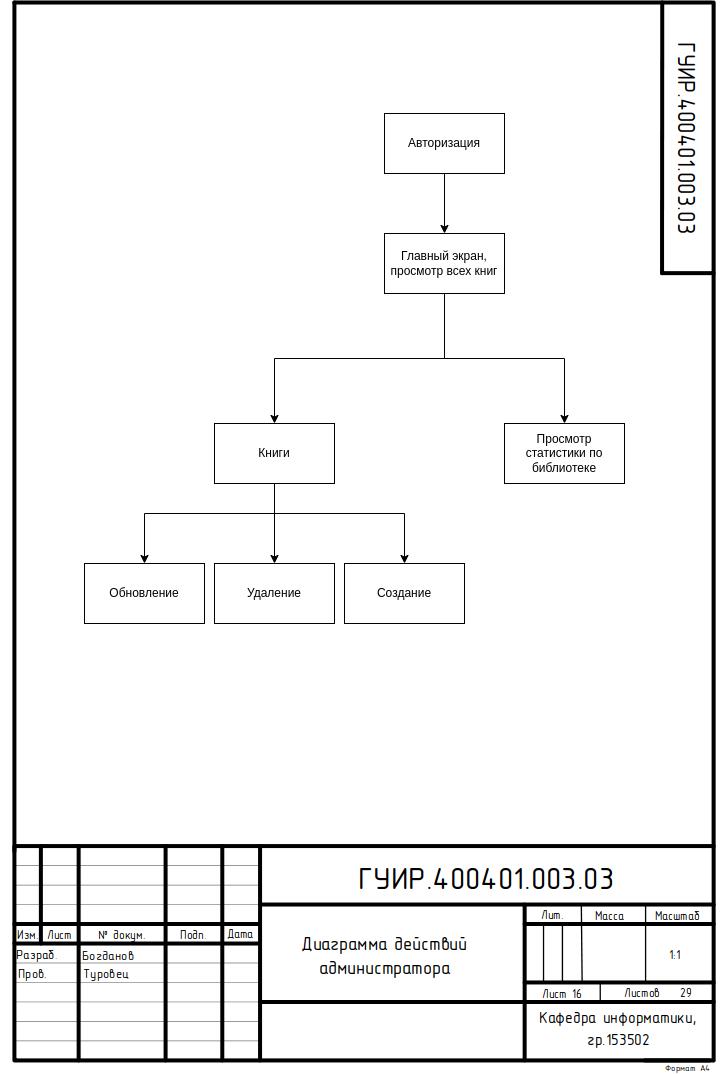 ГУИР.400401.003.03
Авторизация
Главный экран,
просмотр всех книг
Книги
Просмотр
статистики по
библиотеке
Обновление
Удаление
Создание
ГУИР.400401.003.03
Изм. Лист № докум. Подп. Дата
Разраб. Богданов
Пров. Туровец
Диаграмма действий
администратора
Лит. Масса Масштаб
1:1
Лист 16 Листов 29
Кафедра информатики,
гр.153502
Формат А4